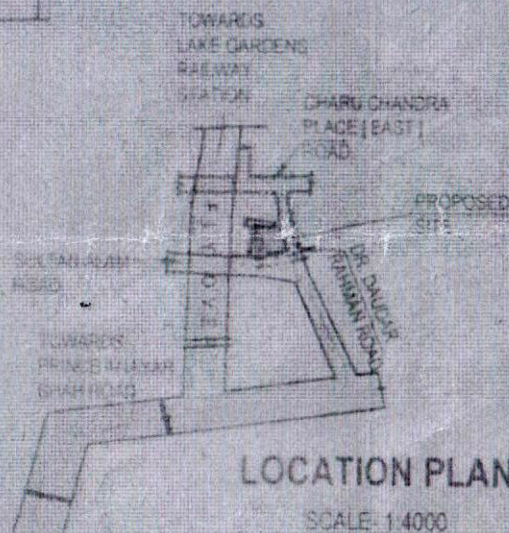 TOWARDS
LAKE GARDENS
RAILWAY
STATION
CHARU CHANDRA
PLACE [ EAST ]
ROAD
PROPOSED
SITE
SULTAN ALAM
ROAD
DR. DAUDAR
RAHMAN ROAD
TOWARDS
PRINCE
SHAH ROAD
LOCATION PLAN
SCALE- 1:4000